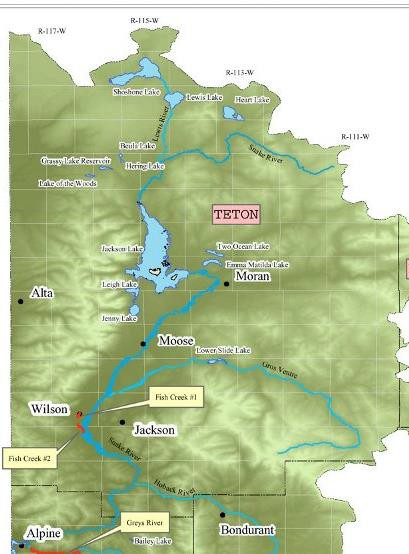 R-115-W
R-117-W
R-113-W
Shoshone Lake
Lewis Lake
Heart Lake
Lewis River
R-111-W
Beula Lake
Grassy Lake Reservoir
Hering Lake
Snake River
Lake of the Woods
TETON
Jackson Lake
Two Ocean Lake
Emma Matilda Lake
Moran
Leigh Lake
Alta
Jenny Lake
Moose
Lower Slide Lake
Gros Ventre
Fish Creek #1
Wilson
Jackson
Fish Creek #2
Snake River
Hoback River
Greys River
Alpine
Bailey Lake
Bondurant